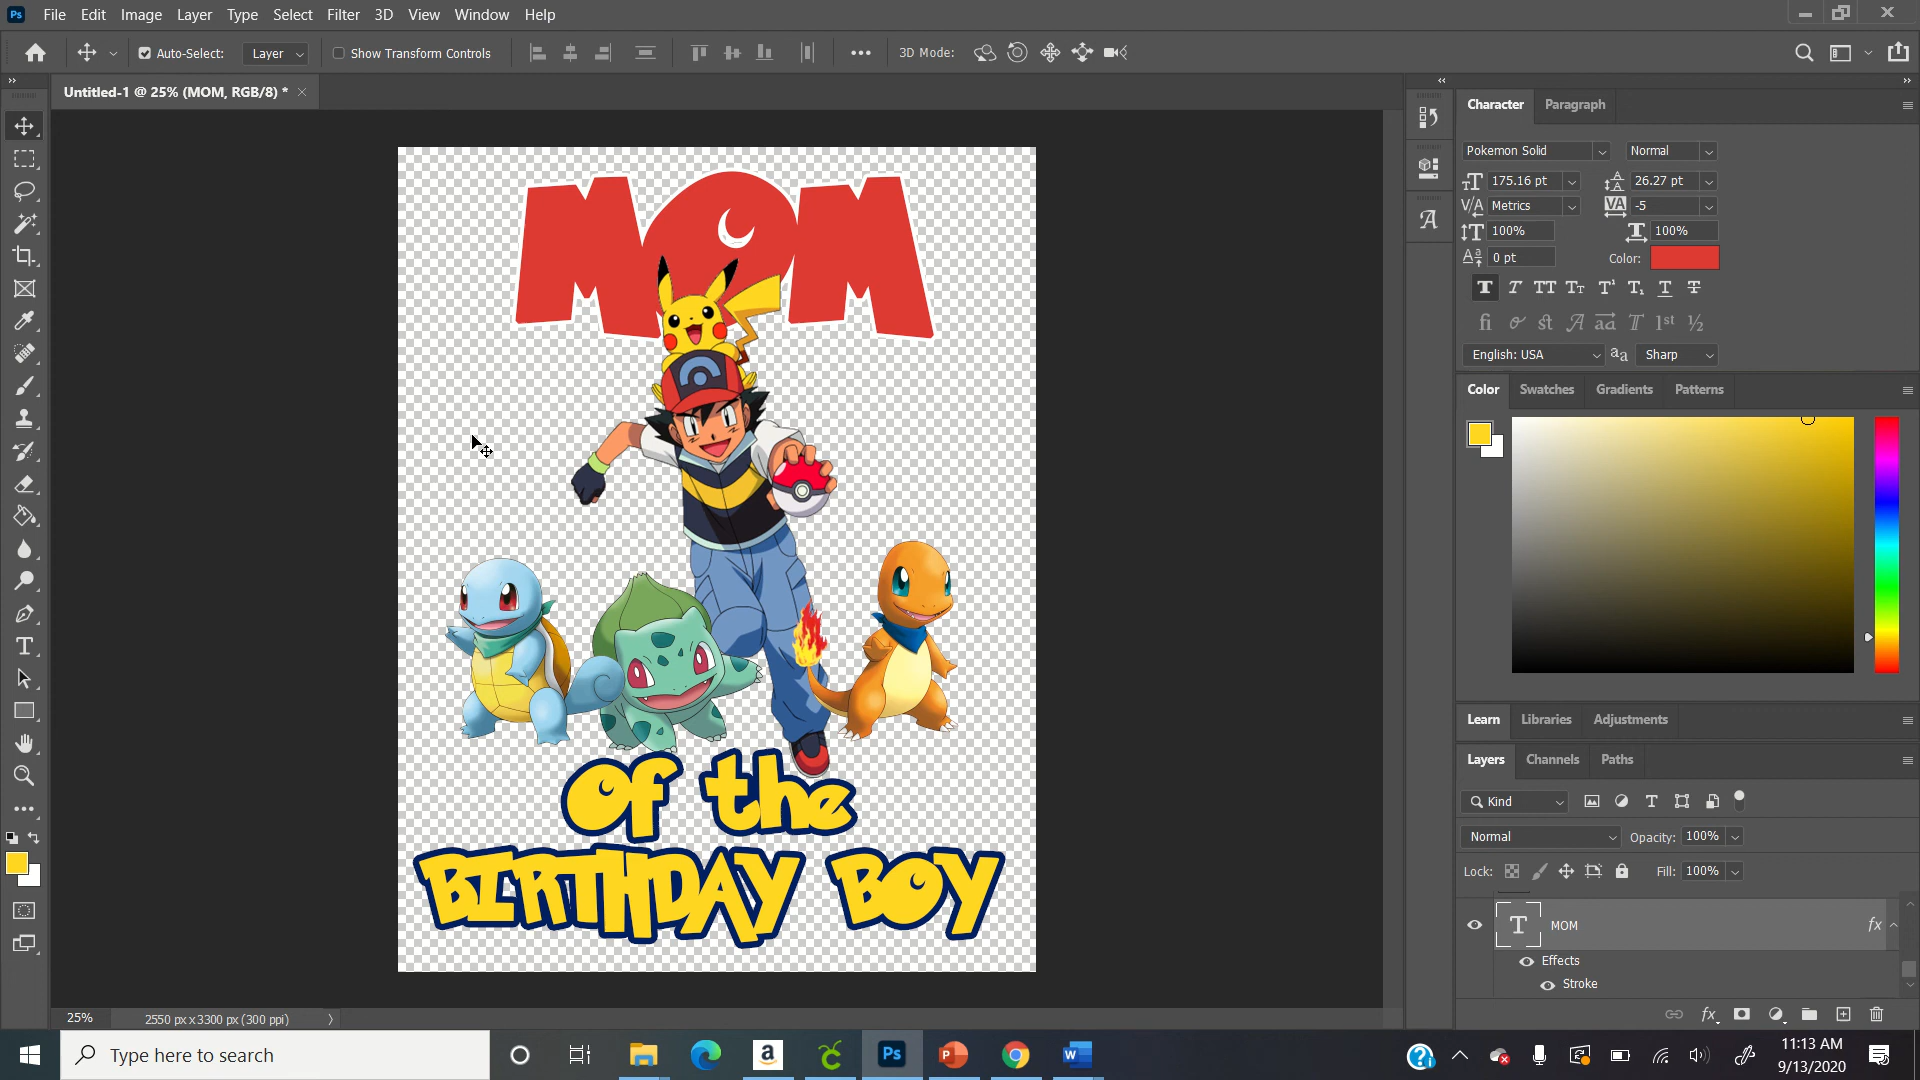 Ps File Edit Image Layer Type Select Filter 3D View Window Help
Auto-Select: Layer Show Transform Controls 3D Mode:
Untitled-1 @ 25% (MOM, RGB/8) *
MOM
Of the
BIRTHDAY BOY
25% 2550 px x 3300 px (300 ppi)
Character Paragraph
Pokemon Solid Normal
175.16 pt 26.27 pt
Metrics -5
100% 100%
0 pt Color:
English: USA Sharp
Color Swatches Gradients Patterns
Learn Libraries Adjustments
Layers Channels Paths
Kind
Normal Opacity: 100%
Lock: Fill: 100%
MOM fx
Effects
Stroke
Type here to search
11:13 AM
9/13/2020